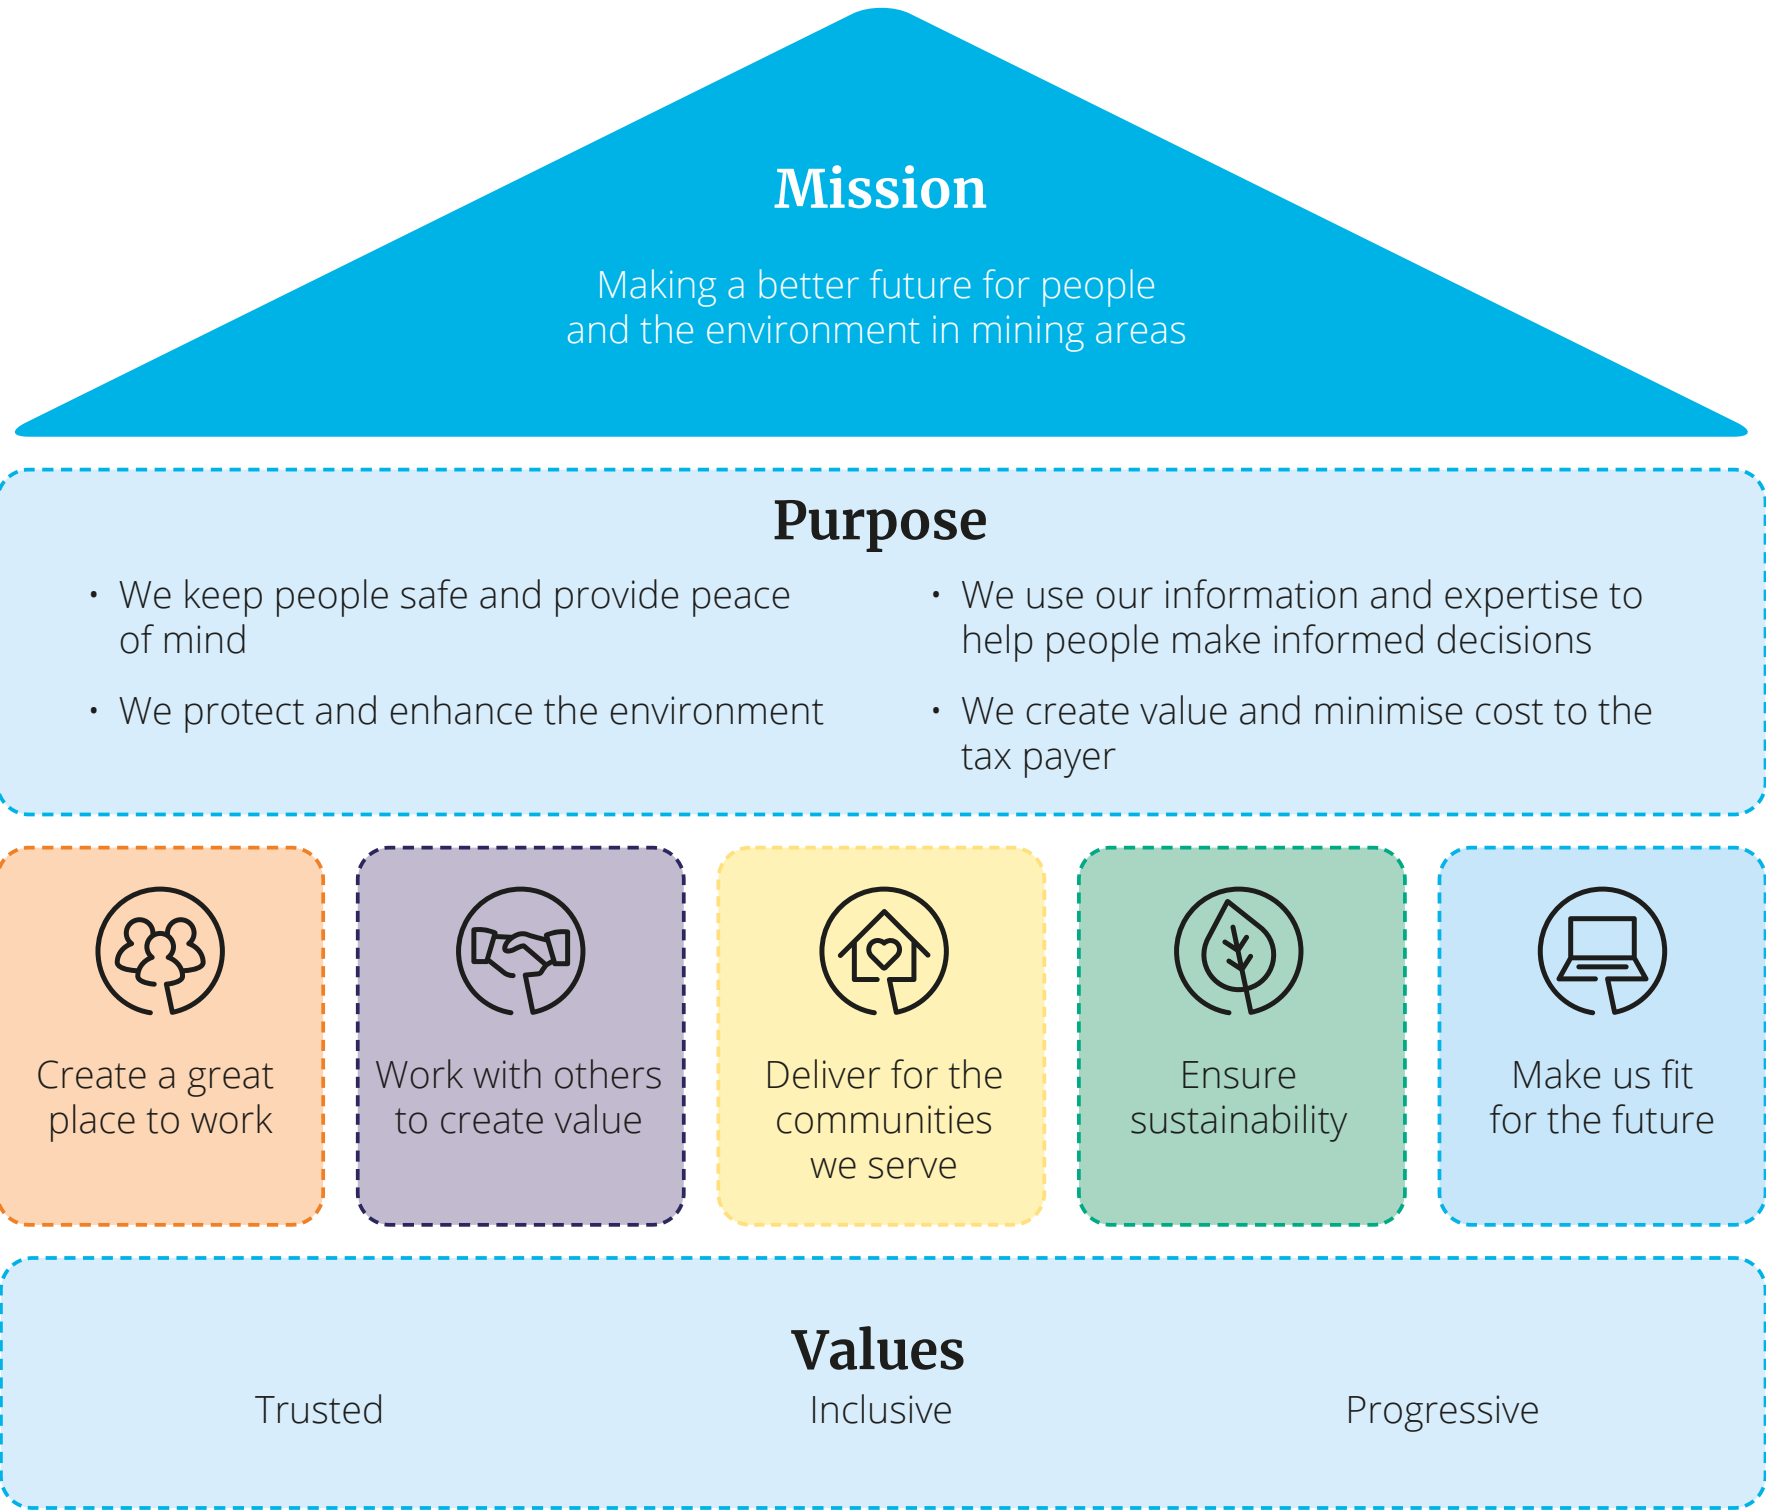 Mission
Making a better future for people
and the environment in mining areas
Purpose
• We keep people safe and provide peace
of mind
• We protect and enhance the environment
• We use our information and expertise to
help people make informed decisions
• We create value and minimise cost to the
tax payer
Create a great
place to work
Work with others
to create value
Deliver for the
communities
we serve
Ensure
sustainability
Make us fit
for the future
Values
Trusted
Inclusive
Progressive